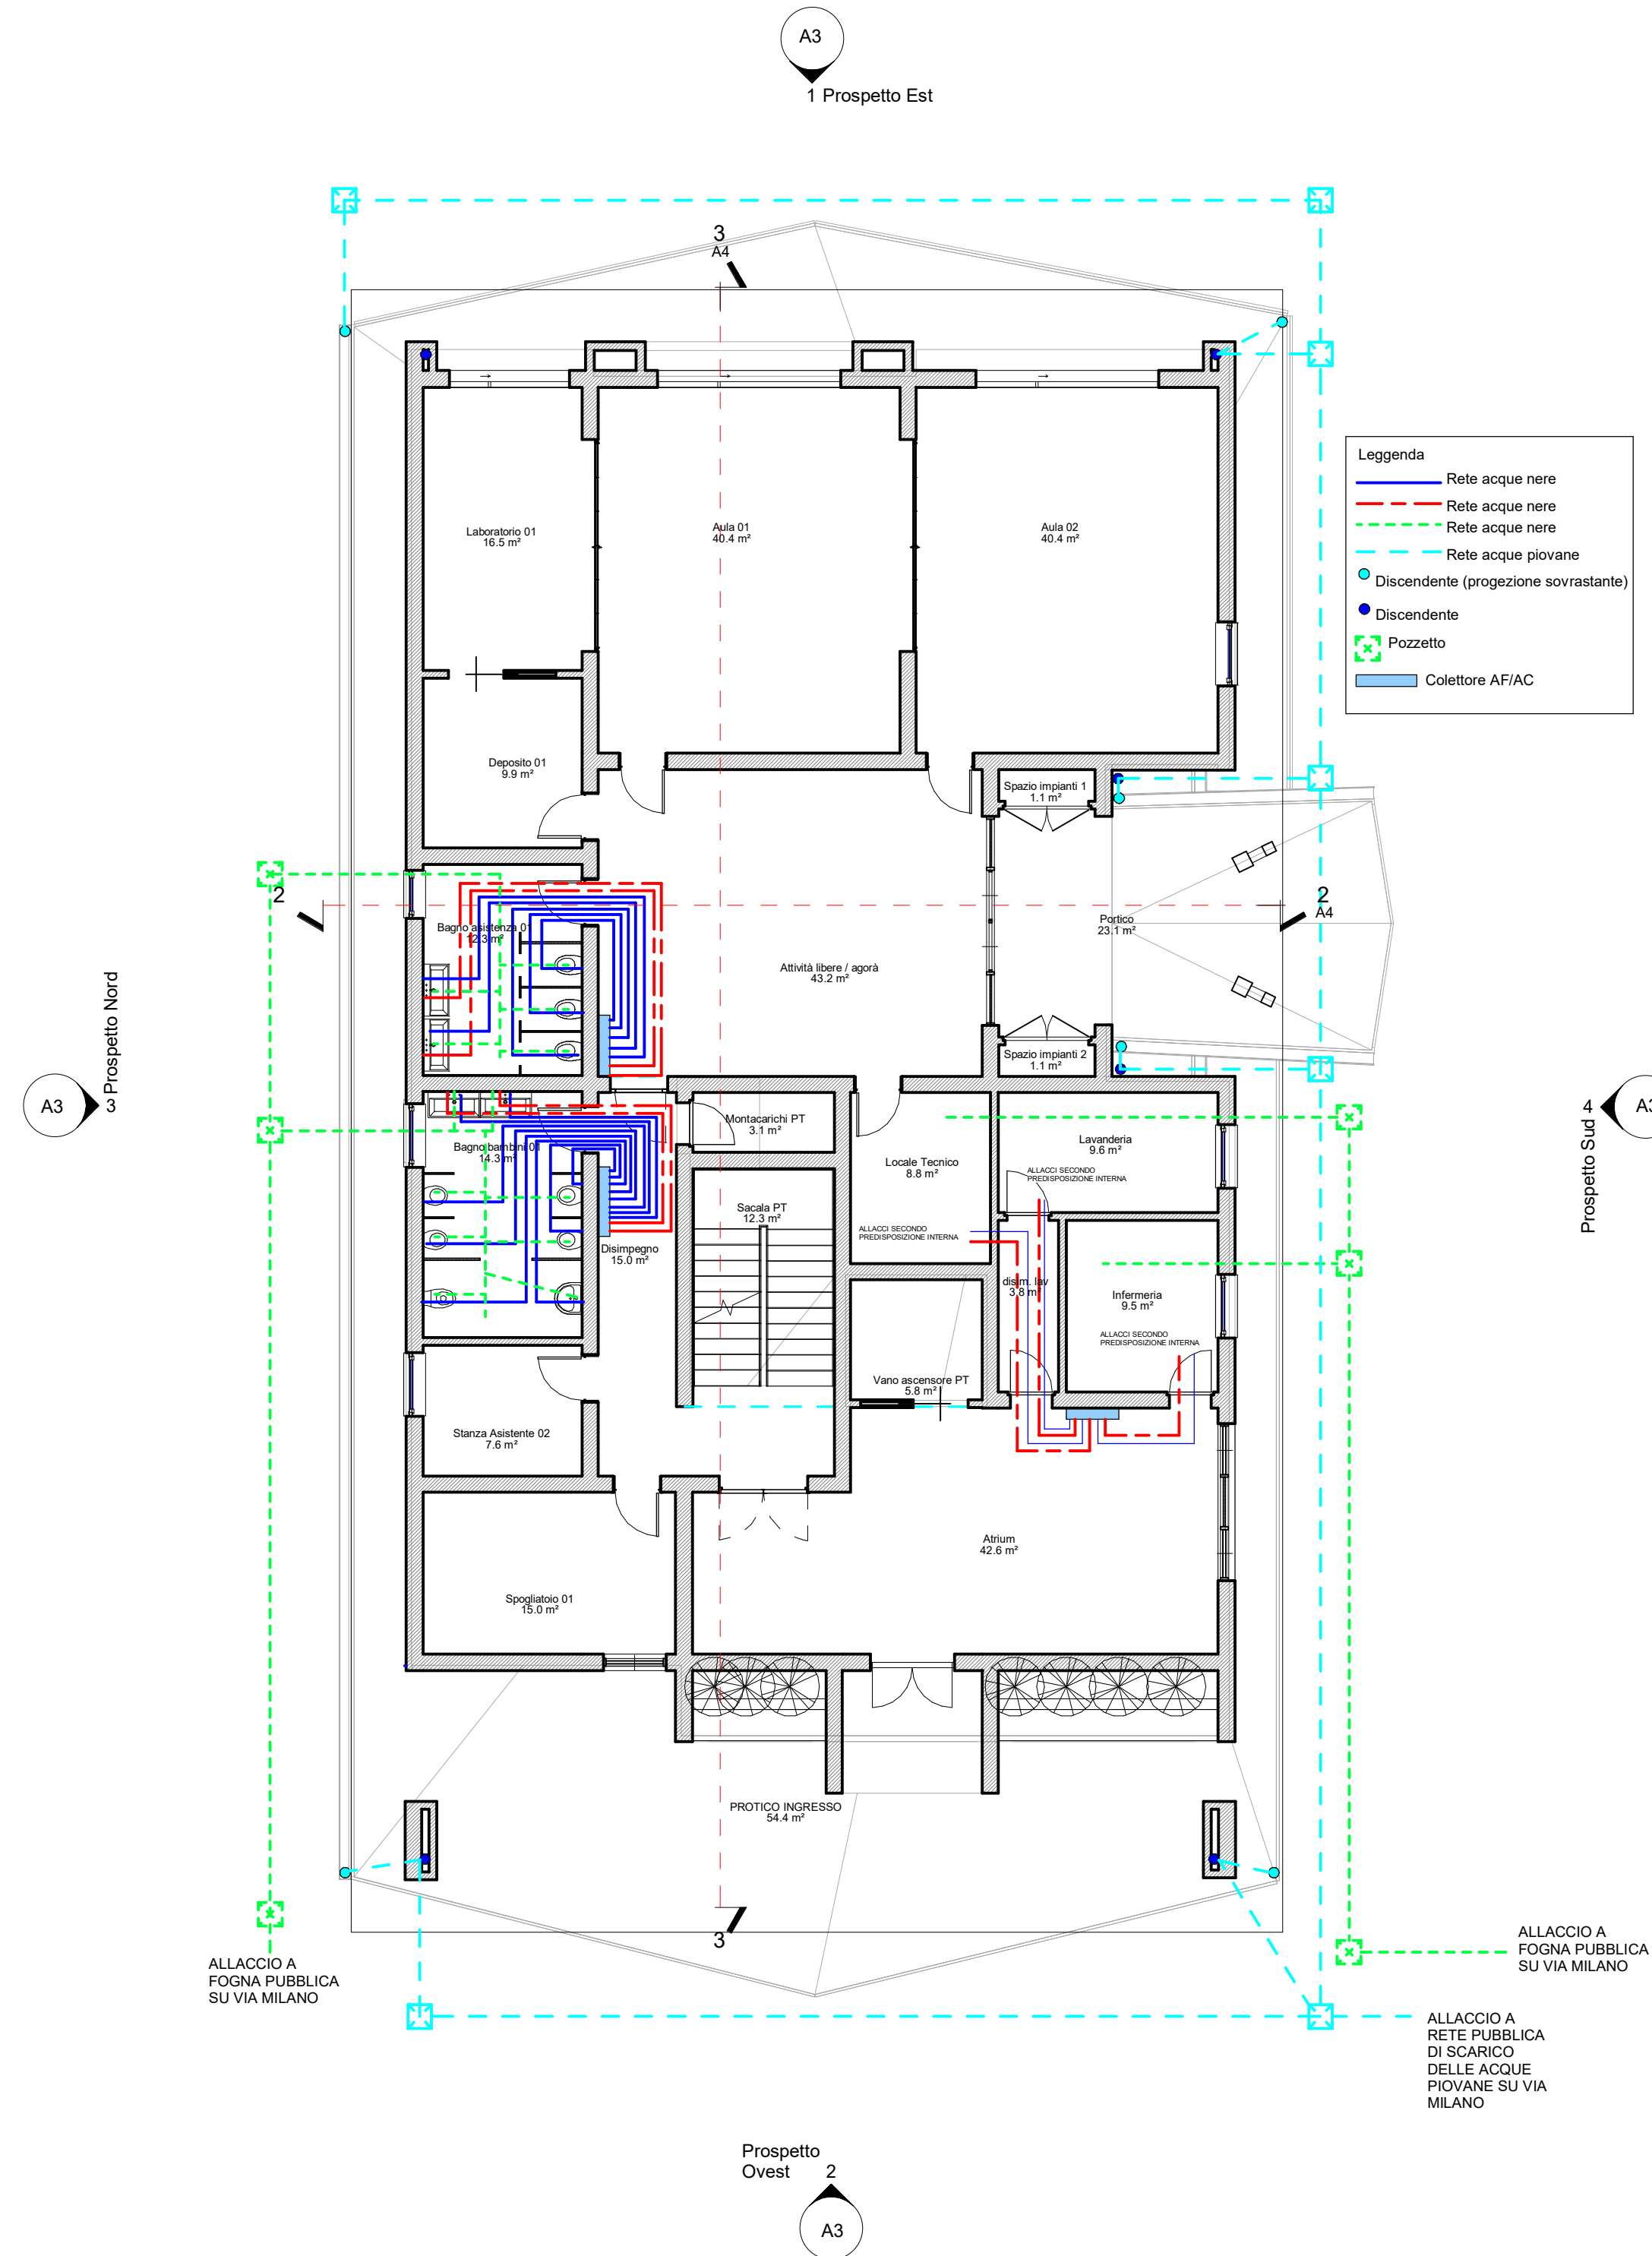 A3
1 Prospetto Est
3
A4
Leggenda
Rete acque nere
Rete acque nere
Rete acque nere
Rete acque piovane
Discendente (progezione sovrastante)
Discendente
Pozzetto
Colettore AF/AC
Laboratorio 01
16.5 m²
Aula 01
40.4 m²
Aula 02
40.4 m²
Deposito 01
9.9 m²
Spazio impianti 1
1.1 m²
2
2
A4
Bagno asistenza 01
12.3 m²
Portico
23.1 m²
Attività libere / agorà
43.2 m²
Spazio impianti 2
1.1 m²
A3
3
Prospetto Nord
4
Prospetto Sud
A3
Montacarichi PT
3.1 m²
Bagno bambini 01
14.3 m²
Locale Tecnico
8.8 m²
Lavanderia
9.6 m²
ALLACCI SECONDO
PREDISPOSIZIONE INTERNA
Sacala PT
12.3 m²
ALLACCI SECONDO
PREDISPOSIZIONE INTERNA
Disimpegno
15.0 m²
disim. lav
3.8 m²
Infermeria
9.5 m²
ALLACCI SECONDO
PREDISPOSIZIONE INTERNA
Vano ascensore PT
5.8 m²
Stanza Asistente 02
7.6 m²
Atrium
42.6 m²
Spogliatoio 01
15.0 m²
PROTICO INGRESSO
54.4 m²
3
ALLACCIO A
FOGNA PUBBLICA
SU VIA MILANO
ALLACCIO A
FOGNA PUBBLICA
SU VIA MILANO
ALLACCIO A
RETE PUBBLICA
DI SCARICO
DELLE ACQUE
PIOVANE SU VIA
MILANO
Prospetto
Ovest 2
A3